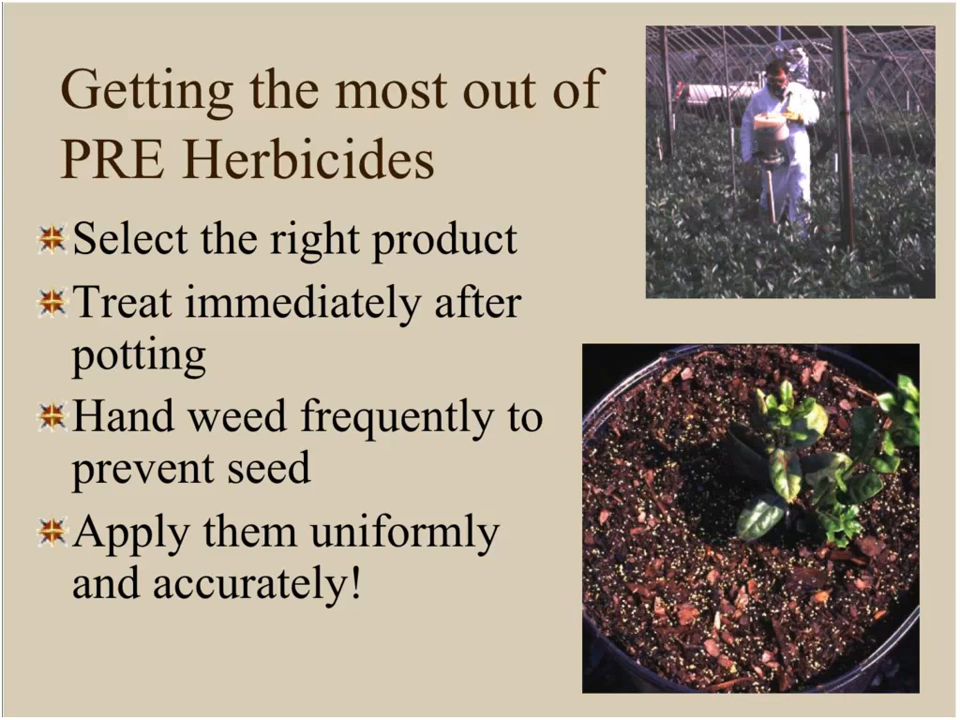 Getting the most out of
PRE Herbicides
Select the right product
Treat immediately after
potting
Hand weed frequently to
prevent seed
Apply them uniformly
and accurately!